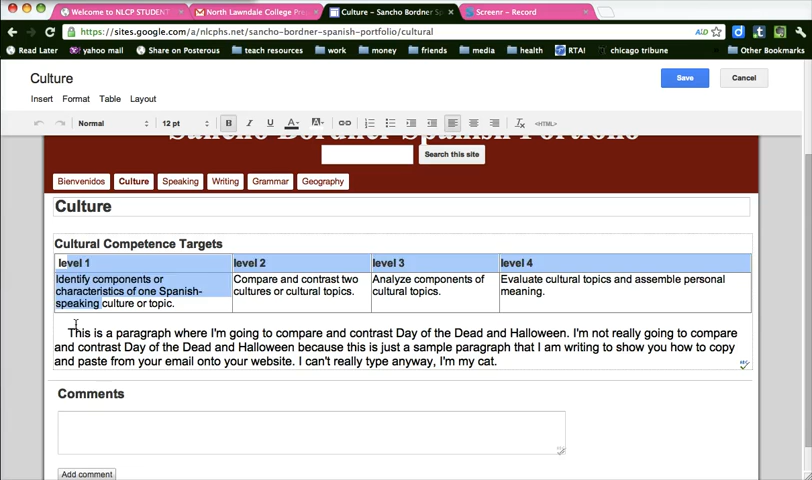 Welcome to NLCP STUDENT
North Lawndale College Pre
Culture – Sancho Bordner Sp
Screenr – Record
https://sites.google.com/a/nlcphs.net/sancho-bordner-spanish-portfolio/cultural
Read Later yahoo mail Share on Posterous teach resources work money friends media health RTAI chicago tribune Other Bookmarks
Culture
Save Cancel
Insert Format Table Layout
Normal 12 pt B I U A A <HTML>
Sancho Bordner Spanish Portfolio
Search this site
Bienvenidos Culture Speaking Writing Grammar Geography
Culture
Cultural Competence Targets
level 1 level 2 level 3 level 4
Identify components or Compare and contrast two Analyze components of Evaluate cultural topics and assemble personal
characteristics of one Spanish- cultures or cultural topics. cultural topics. meaning.
speaking culture or topic.
This is a paragraph where I'm going to compare and contrast Day of the Dead and Halloween. I'm not really going to compare
and contrast Day of the Dead and Halloween because this is just a sample paragraph that I am writing to show you how to copy
and paste from your email onto your website. I can't really type anyway, I'm my cat.
Comments
Add comment